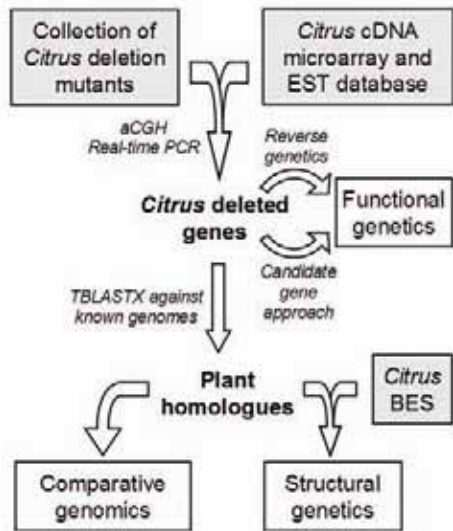 Collection of
Citrus deletion
mutants
Citrus cDNA
microarray and
EST database
aCGH
Real-time PCR
Reverse
genetics
Citrus deleted
genes
Functional
genetics
Candidate
gene
approach
TBLASTX against
known genomes
Plant
homologues
Citrus
BES
Comparative
genomics
Structural
genetics